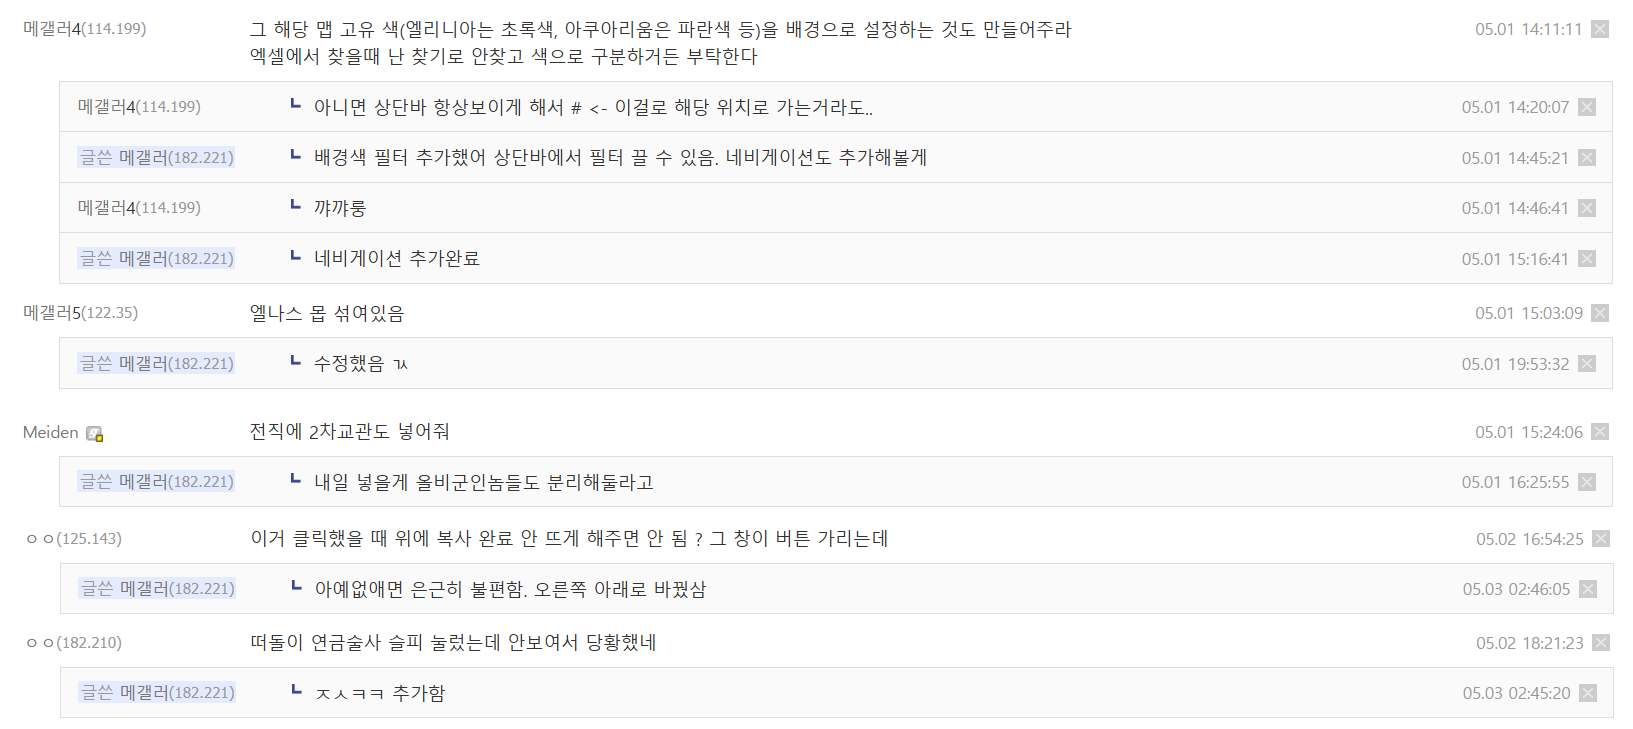 메갤러4(114.199) 그 해당 맵 고유 색(엘리니아는 초록색, 아쿠아리움은 파란색 등)을 배경으로 설정하는 것도 만들어주라 05.01 14:11:11
엑셀에서 찾을때 난 찾기로 안찾고 색으로 구분하거든 부탁한다
메갤러4(114.199) 아니면 상단바 항상보이게 해서 # <- 이걸로 해당 위치로 가는거라도.. 05.01 14:20:07
글쓴 메갤러(182.221) 배경색 필터 추가했어 상단바에서 필터 끌 수 있음. 네비게이션도 추가해볼게 05.01 14:45:21
메갤러4(114.199) 꺄꺄룽 05.01 14:46:41
글쓴 메갤러(182.221) 네비게이션 추가완료 05.01 15:16:41
메갤러5(122.35) 엘나스 몹 섞여있음 05.01 15:03:09
글쓴 메갤러(182.221) 수정했음 ㄳ 05.01 19:53:32
Meiden 전직에 2차교관도 넣어줘 05.01 15:24:06
글쓴 메갤러(182.221) 내일 넣을게 올비군인놈들도 분리해둘라고 05.01 16:25:55
ㅇㅇ(125.143) 이거 클릭했을 때 위에 복사 완료 안 뜨게 해주면 안 됨 ? 그 창이 버튼 가리는데 05.02 16:54:25
글쓴 메갤러(182.221) 아예없애면 은근히 불편함. 오른쪽 아래로 바꿨삼 05.03 02:46:05
ㅇㅇ(182.210) 떠돌이 연금술사 슬피 눌렀는데 안보여서 당황했네 05.02 18:21:23
글쓴 메갤러(182.221) ㅈㅅㅋㅋ 추가함 05.03 02:45:20